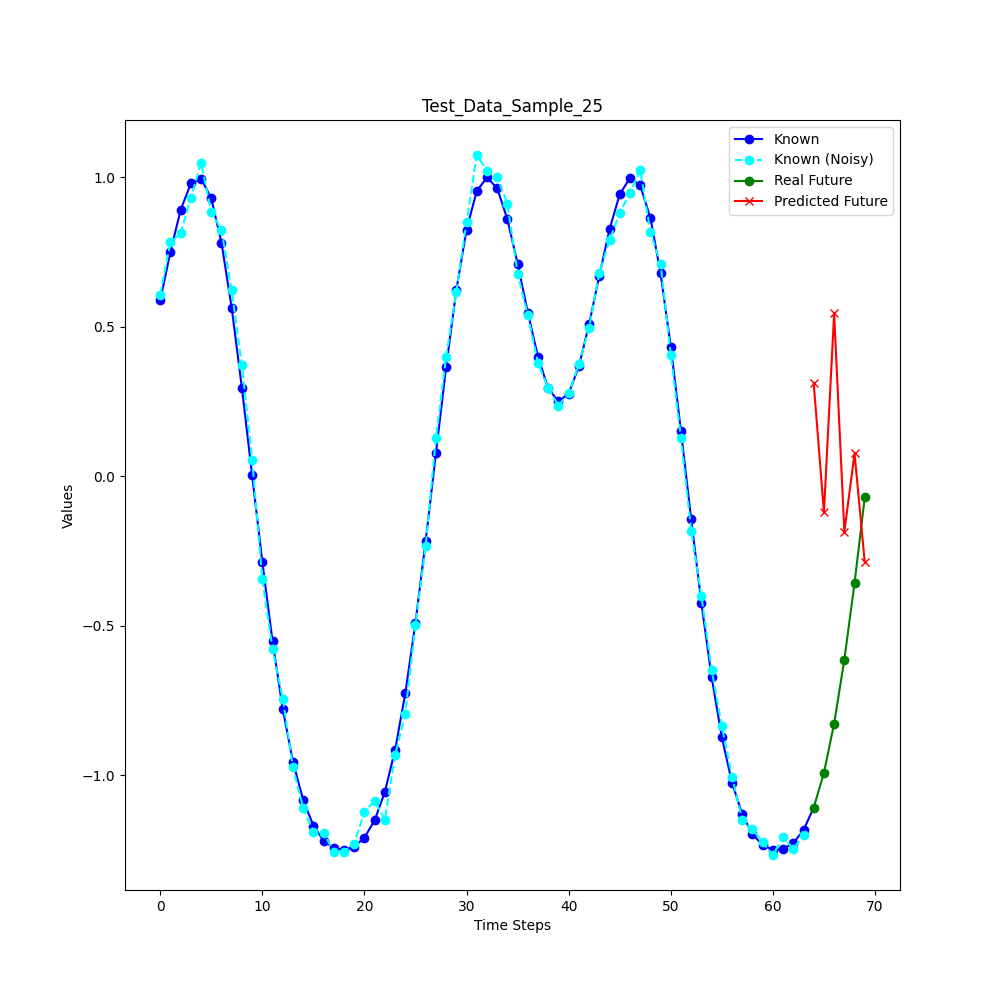 Test_Data_Sample_25
Known
Known (Noisy)
Real Future
Predicted Future
1.0
0.5
0.0
−0.5
−1.0
Values
0 10 20 30 40 50 60 70
Time Steps